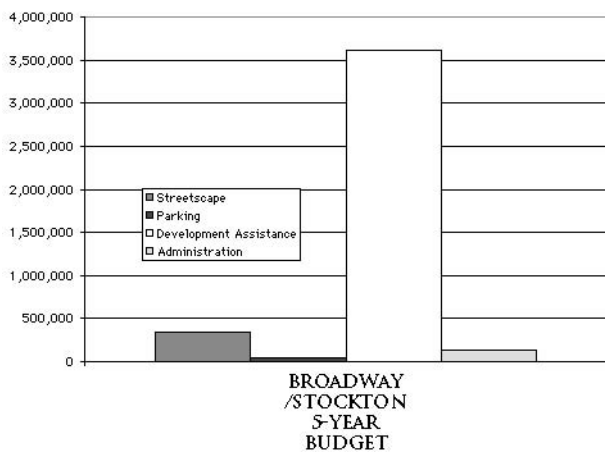 4,000,000
3,500,000
3,000,000
2,500,000
2,000,000
1,500,000
1,000,000
500,000
0
Streetscape
Parking
Development Assistance
Administration
BROADWAY
/STOCKTON
5-YEAR
BUDGET